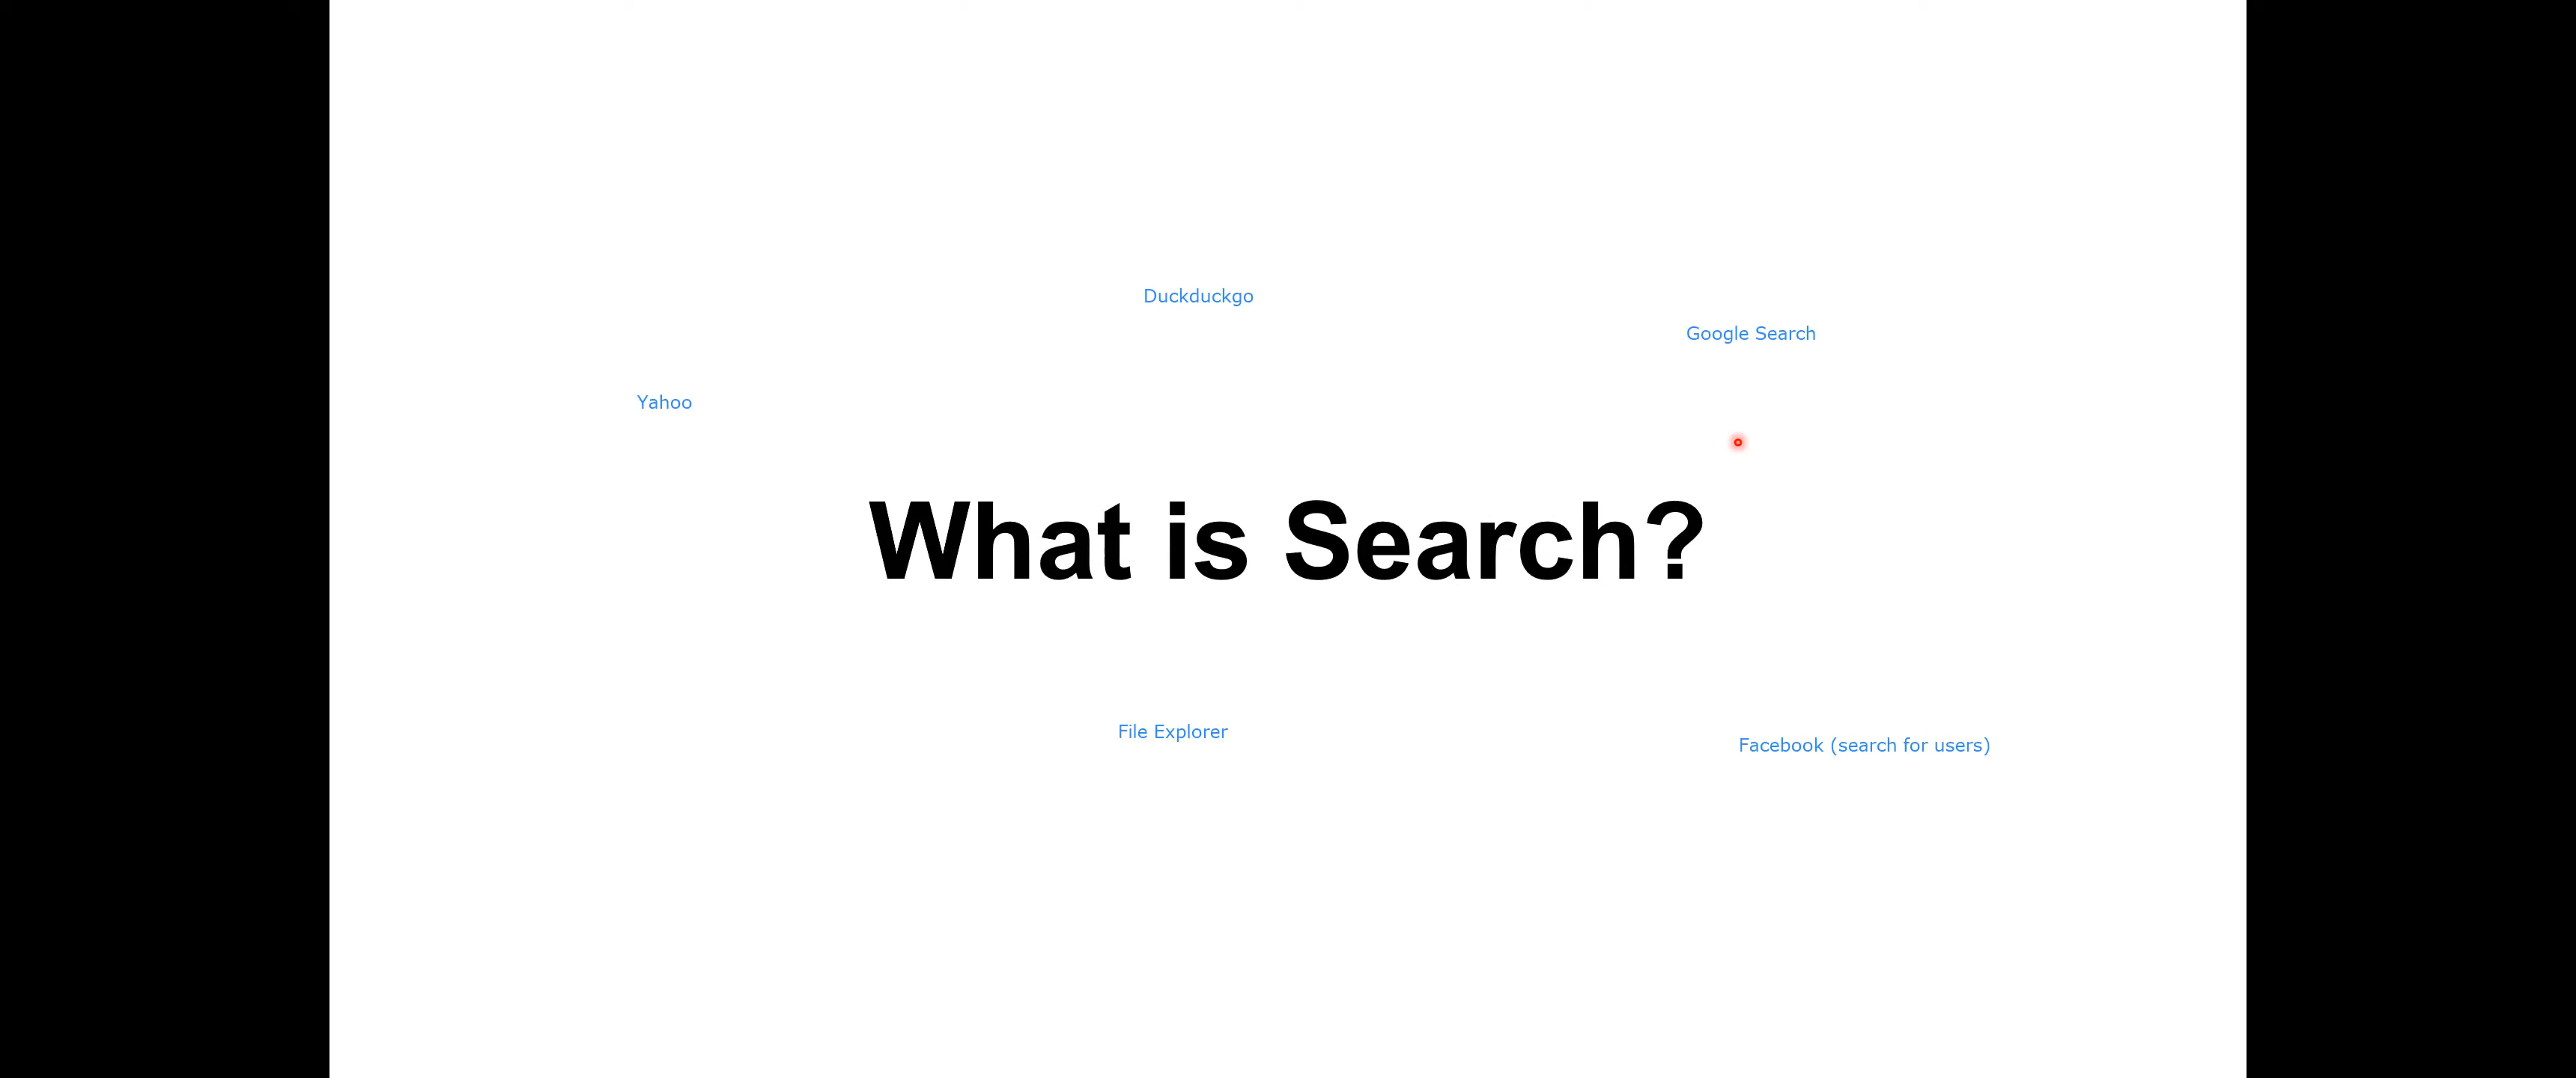 Duckduckgo
Google Search
Yahoo
What is Search?
File Explorer
Facebook (search for users)